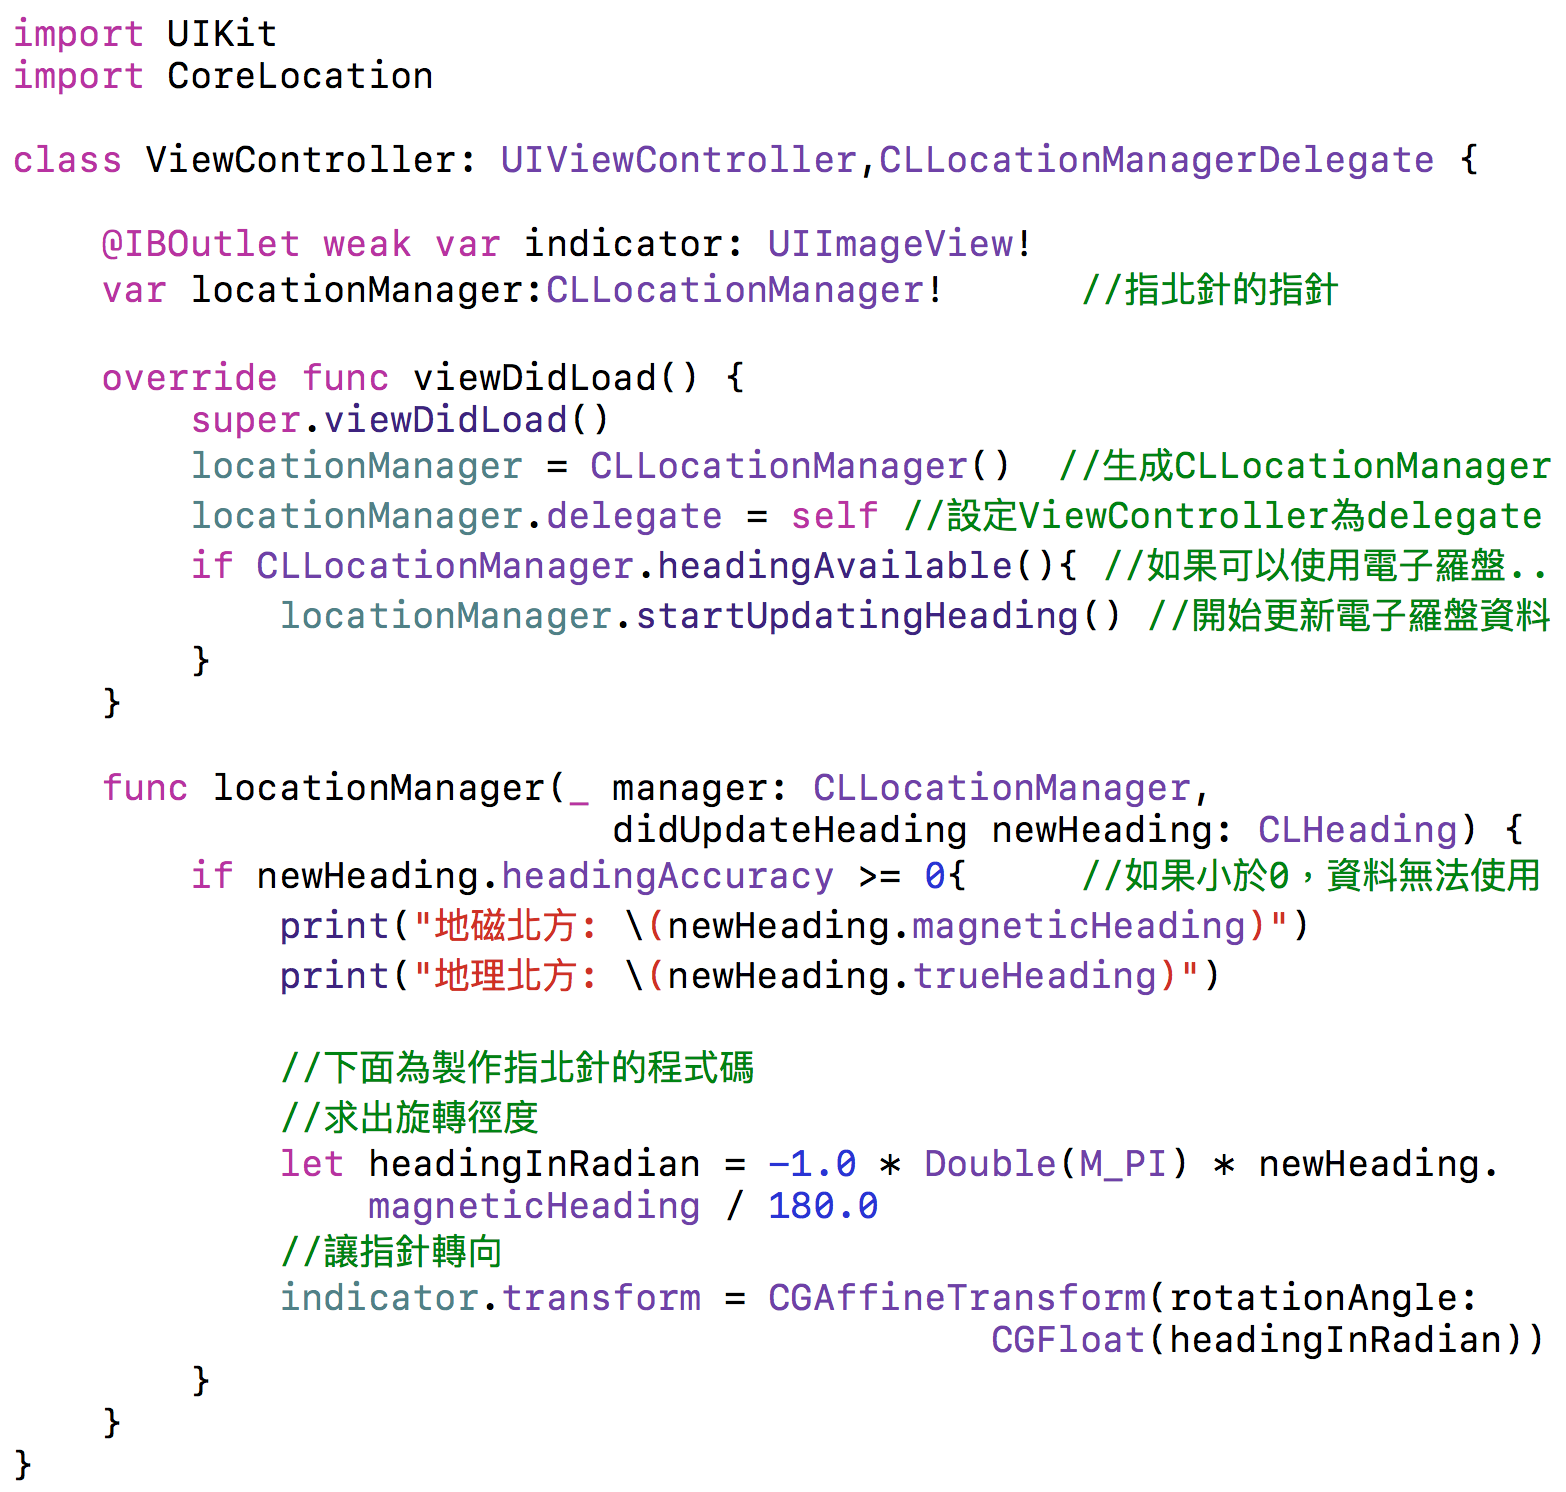 import UIKit
import CoreLocation
class ViewController: UIViewController,CLLocationManagerDelegate {
@IBOutlet weak var indicator: UIImageView!
var locationManager:CLLocationManager! //指北針的指針
override func viewDidLoad() {
super.viewDidLoad()
locationManager = CLLocationManager() //生成CLLocationManager
locationManager.delegate = self //設定ViewController為delegate
if CLLocationManager.headingAvailable(){ //如果可以使用電子羅盤..
locationManager.startUpdatingHeading() //開始更新電子羅盤資料
}
}
func locationManager(_ manager: CLLocationManager,
didUpdateHeading newHeading: CLHeading) {
if newHeading.headingAccuracy >= 0{ //如果小於0，資料無法使用
print("地磁北方: \(newHeading.magneticHeading)")
print("地理北方: \(newHeading.trueHeading)")
//下面為製作指北針的程式碼
//求出旋轉徑度
let headingInRadian = -1.0 * Double(M_PI) * newHeading.
magneticHeading / 180.0
//讓指針轉向
indicator.transform = CGAffineTransform(rotationAngle:
CGFloat(headingInRadian))
}
}
}